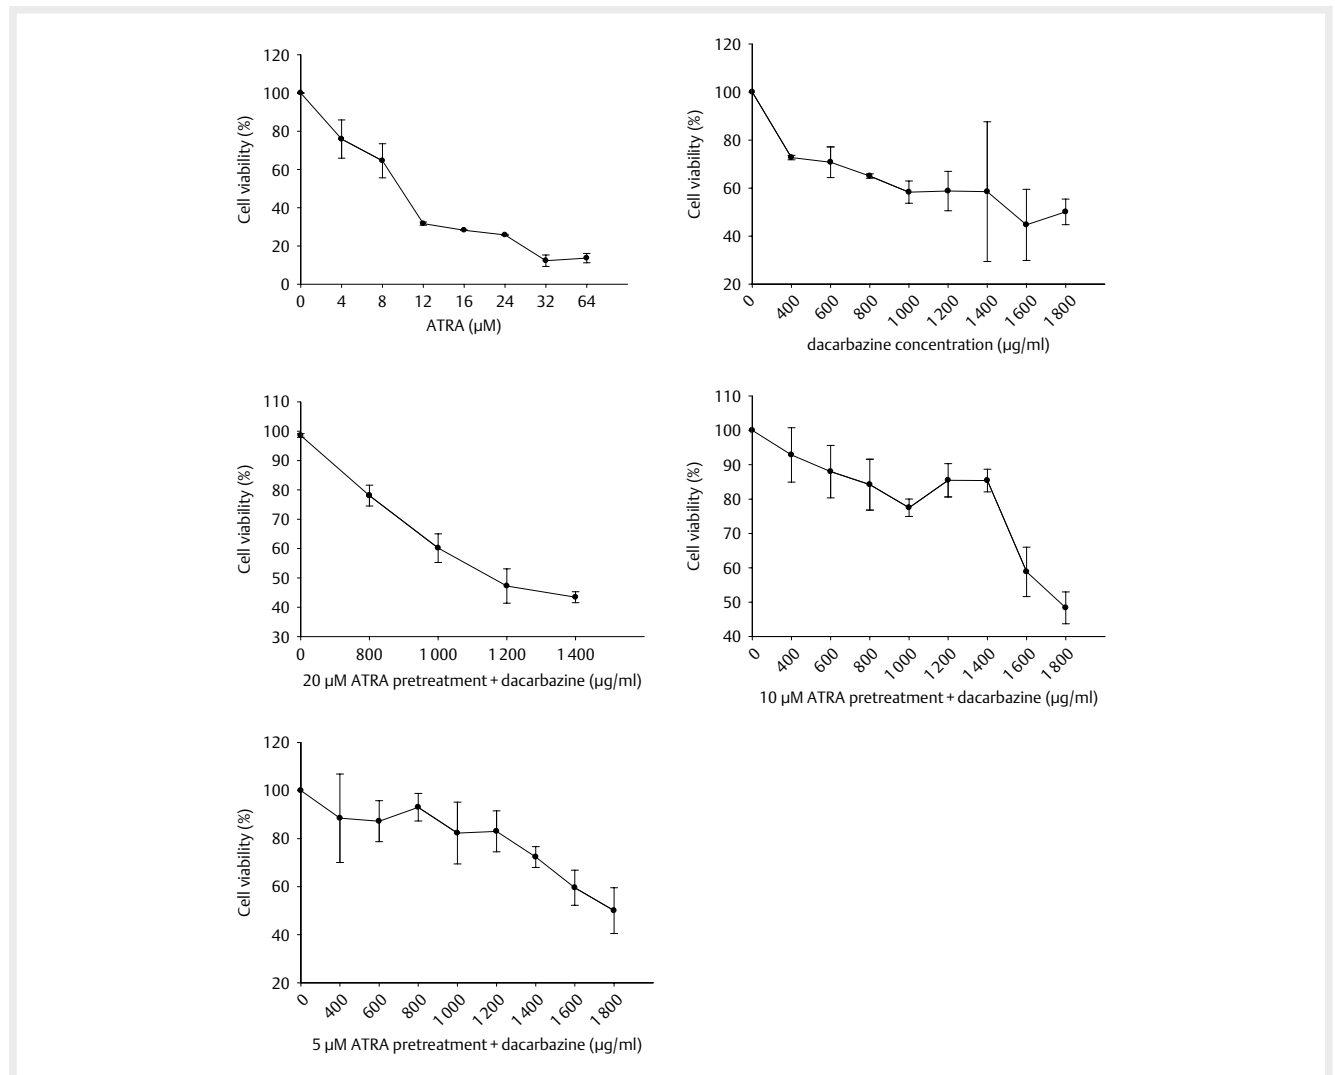 120
100
80
60
40
20
0
Cell viability (%)
0 4 8 12 16 24 32 64
ATRA (µM)
120
100
80
60
40
20
Cell viability (%)
0 400 600 800 1000 1200 1400 1600 1800
dacarbazine concentration (µg/ml)
110
100
90
80
70
60
50
40
30
Cell viability (%)
0 800 1000 1200 1400
20 µM ATRA pretreatment + dacarbazine (µg/ml)
110
100
90
80
70
60
50
40
Cell viability (%)
0 400 600 800 1000 1200 1400 1600 1800
10 µM ATRA pretreatment + dacarbazine (µg/ml)
120
100
80
60
40
20
Cell viability (%)
0 400 600 800 1000 1200 1400 1600 1800
5 µM ATRA pretreatment + dacarbazine (µg/ml)